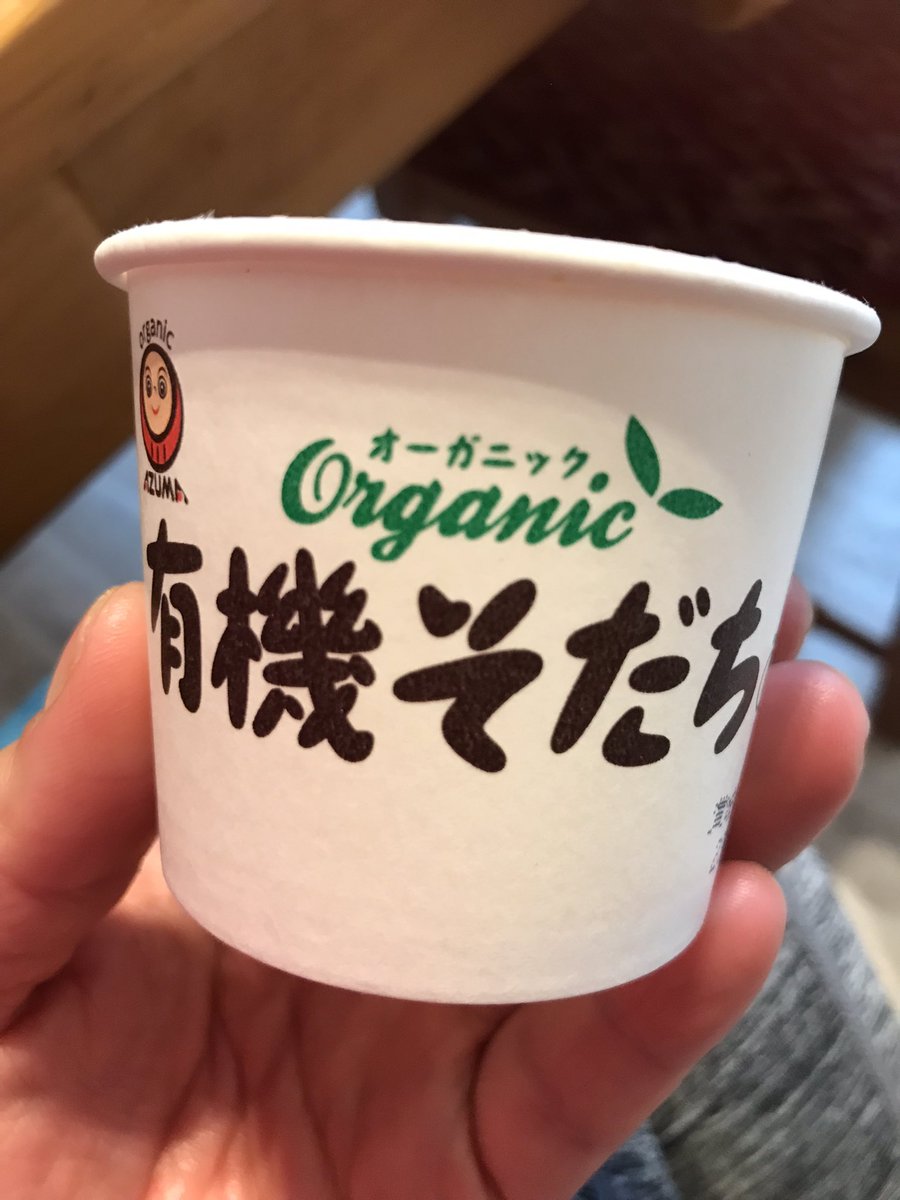 organic
AZUMA
オーガニック
Organic
有機そだち